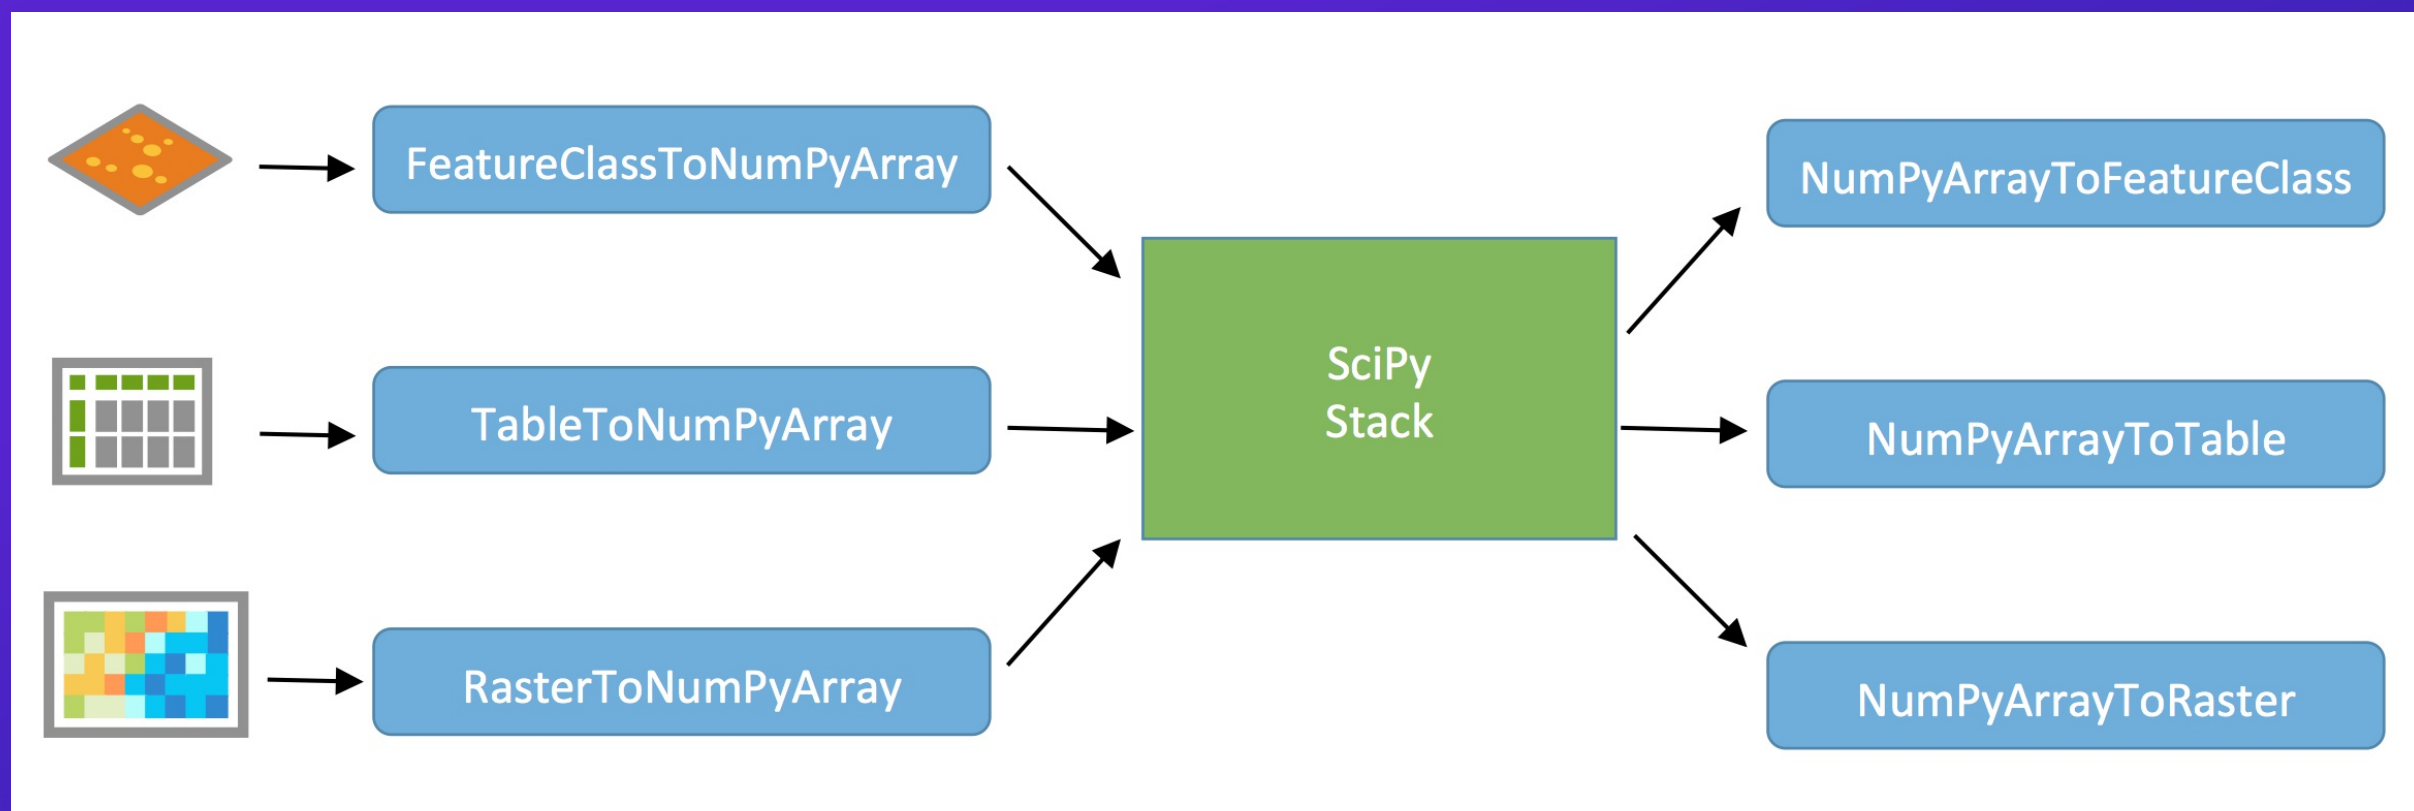 FeatureClassToNumPyArray
TableToNumPyArray
RasterToNumPyArray
SciPy
Stack
NumPyArrayToFeatureClass
NumPyArrayToTable
NumPyArrayToRaster